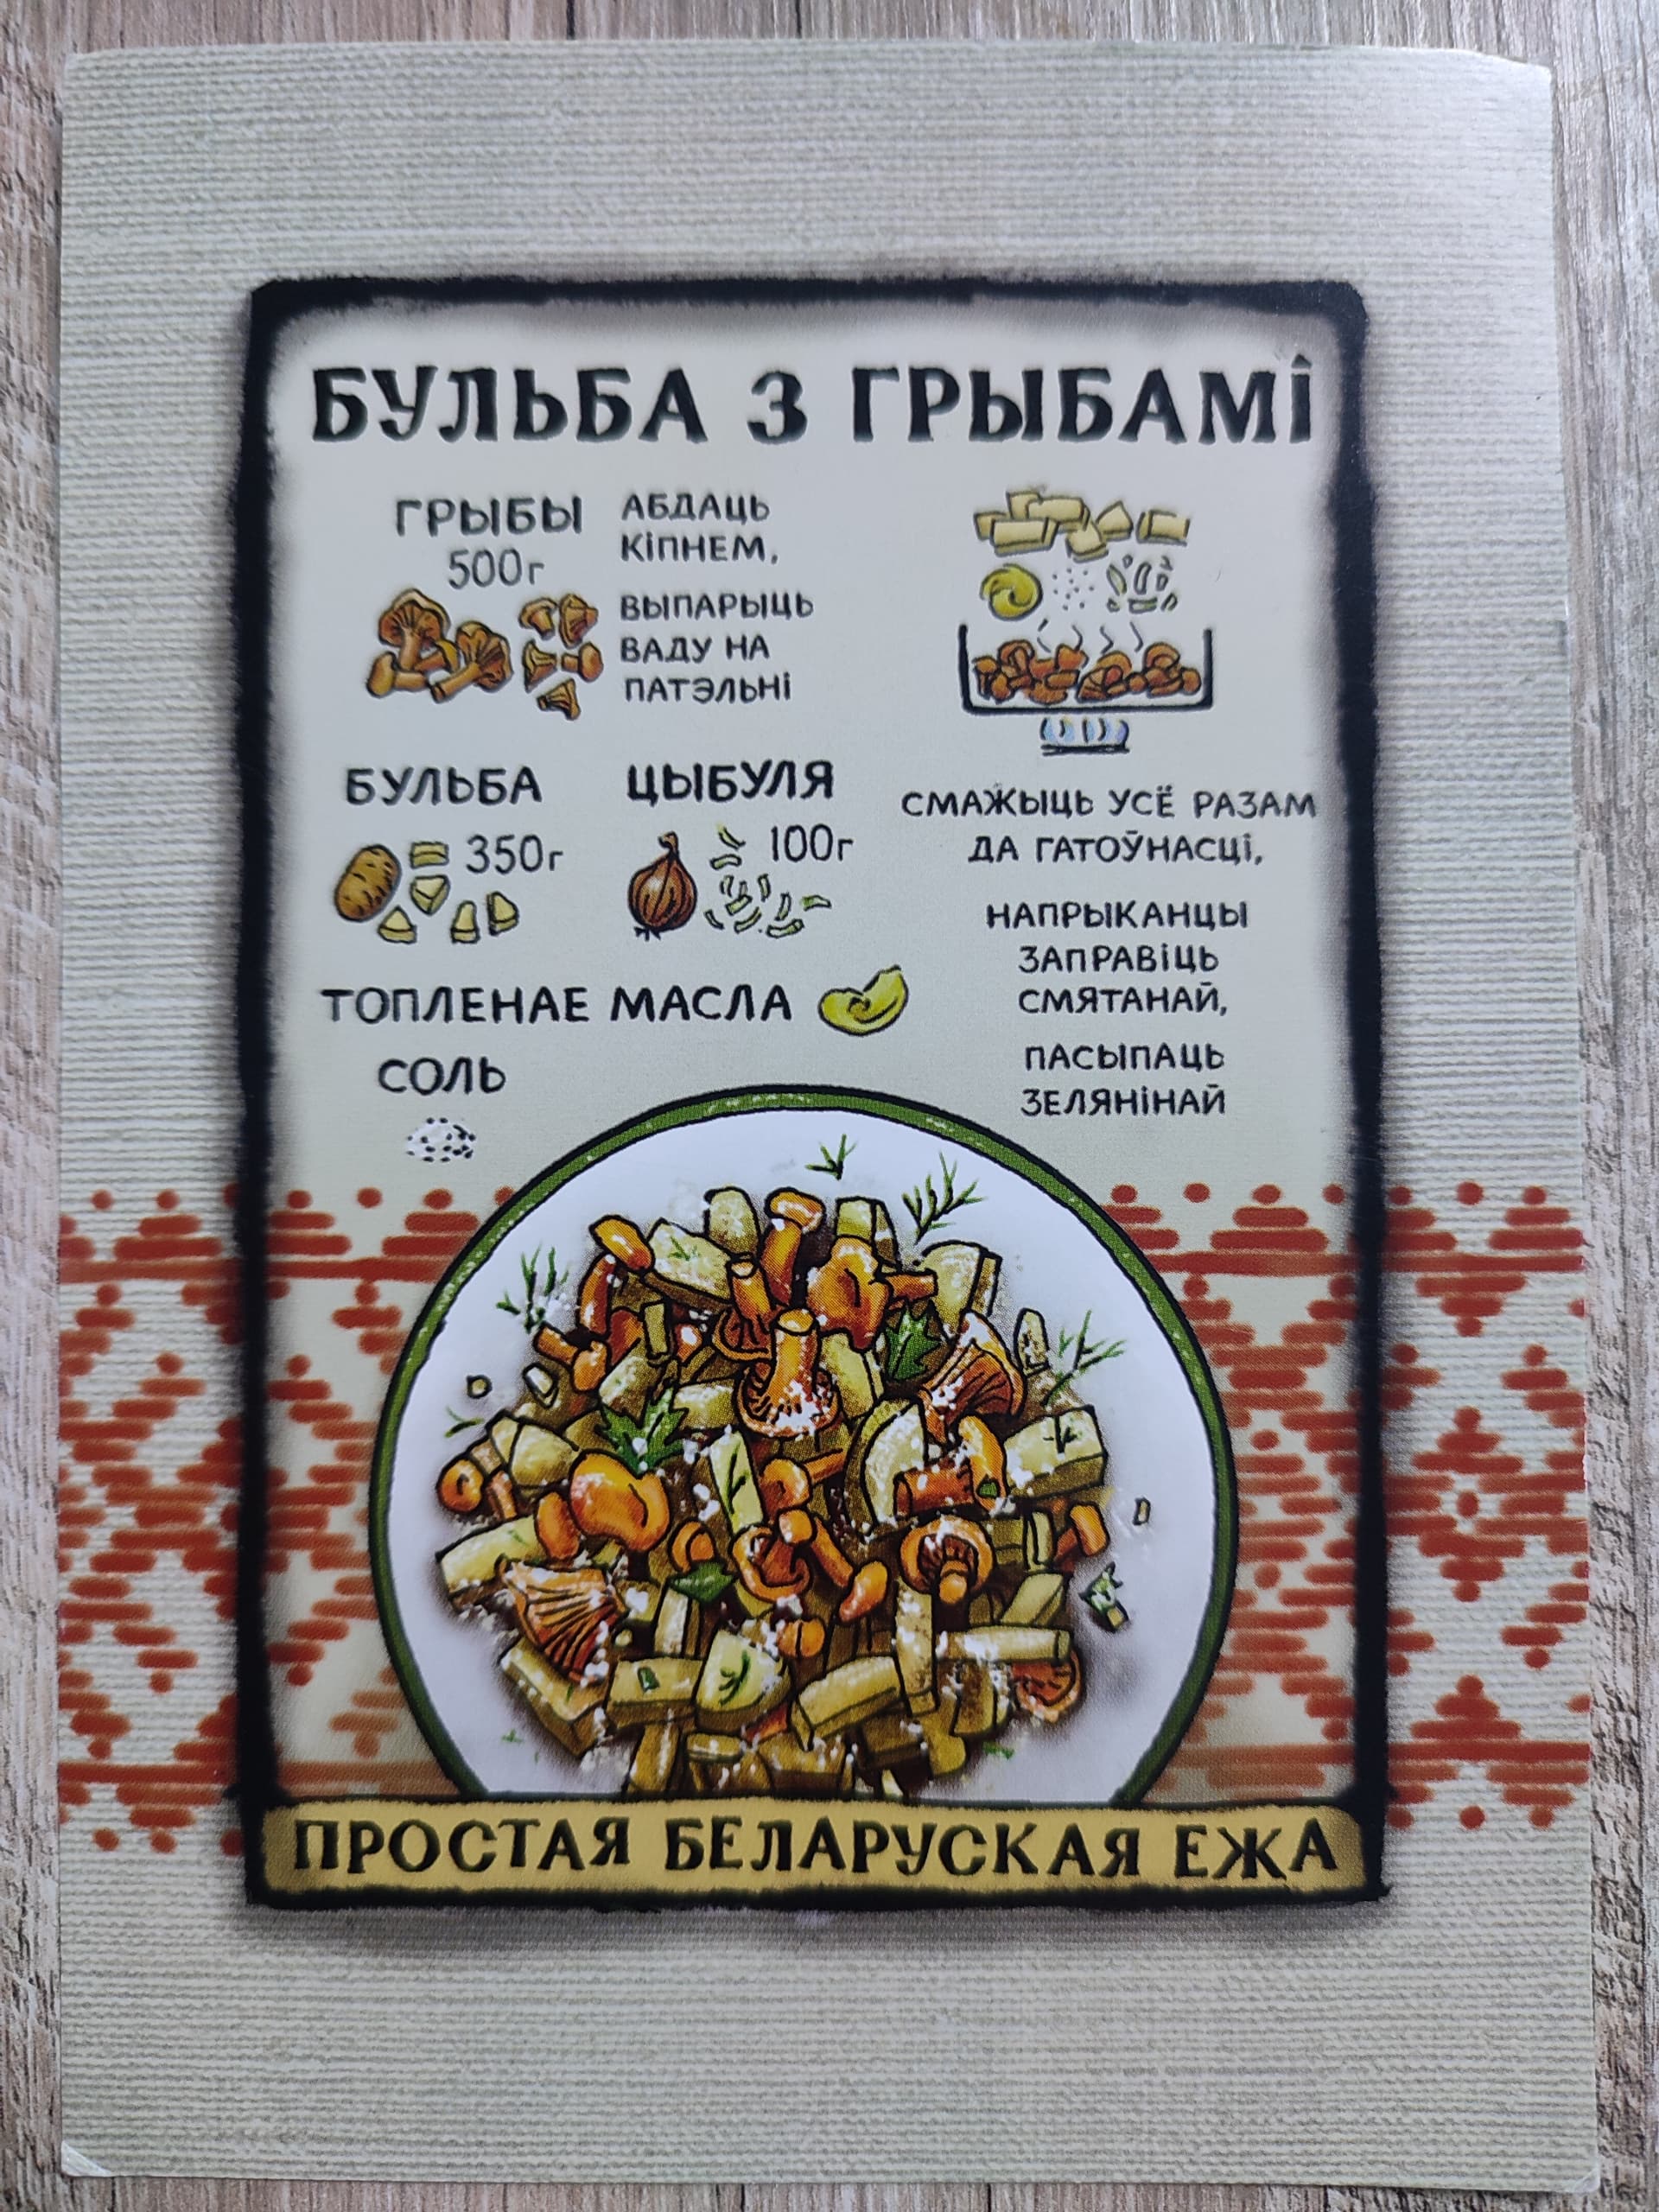 БУЛЬБА З ГРЫБАМІ
ГРЫБЫ
500г
АБДАЦЬ
КІПНЕМ,
ВЫПАРЫЦЬ
ВАДУ НА
ПАТЭЛЬНІ
БУЛЬБА
350г
ЦЫБУЛЯ
100г
ТОПЛЕНАЕ МАСЛА
СОЛЬ
СМАЖЫЦЬ УСЁ РАЗАМ
ДА ГАТОЎНАСЦІ,
НАПРЫКАНЦЫ
ЗАПРАВІЦЬ
СМЯТАНАЙ,
ПАСЫПАЦЬ
ЗЕЛЯНІНАЙ
ПРОСТАЯ БЕЛАРУСКАЯ ЕЖА